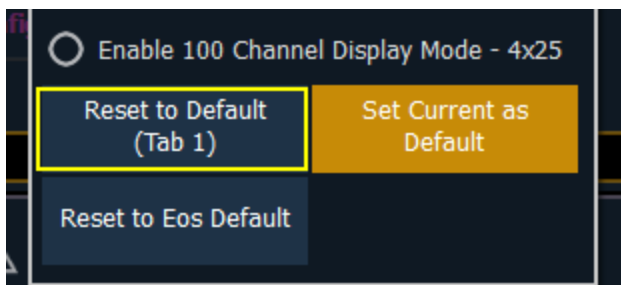 Enable 100 Channel Display Mode - 4x25
Reset to Default
(Tab 1)
Set Current as
Default
Reset to Eos Default